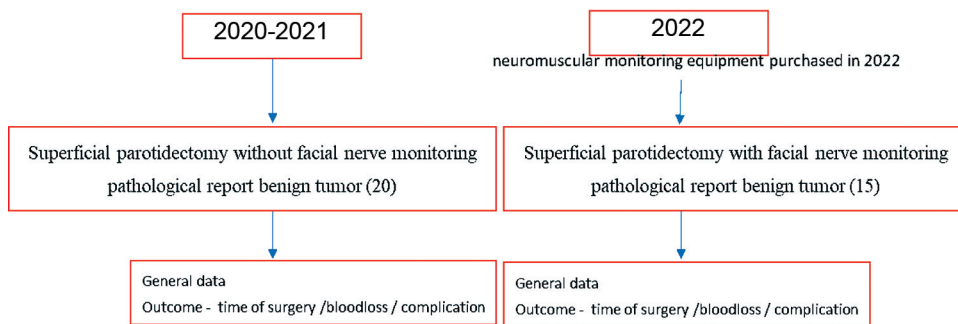 2020-2021
Superficial parotidectomy without facial nerve monitoring
pathological report benign tumor (20)
General data
Outcome - time of surgery /bloodloss / complication
2022
neuromuscular monitoring equipment purchased in 2022
Superficial parotidectomy with facial nerve monitoring
pathological report benign tumor (15)
General data
Outcome - time of surgery /bloodloss / complication